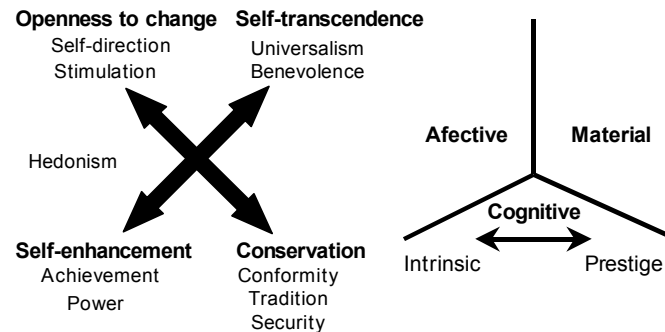 Openness to change
Self-direction
Stimulation
Self-transcendence
Universalism
Benevolence
Hedonism
Self-enhancement
Achievement
Power
Conservation
Conformity
Tradition
Security
Afective
Material
Cognitive
Intrinsic
Prestige